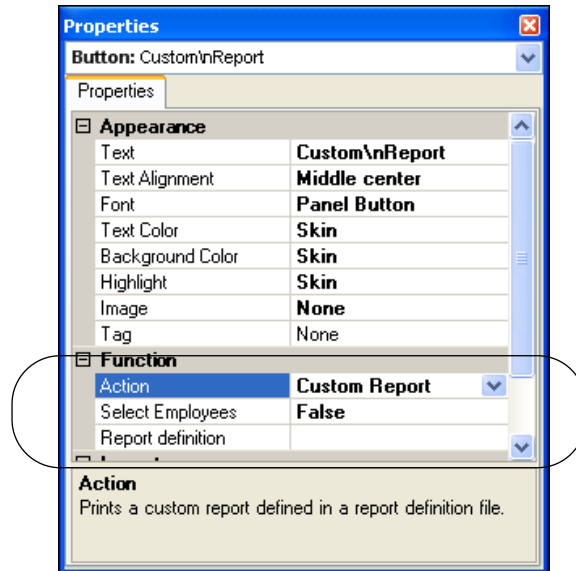 Properties
Button: Custom\nReport
Properties
Appearance
Text Custom\nReport
Text Alignment Middle center
Font Panel Button
Text Color Skin
Background Color Skin
Highlight Skin
Image None
Tag None
Function
Action Custom Report
Select Employees False
Report definition
Action
Prints a custom report defined in a report definition file.